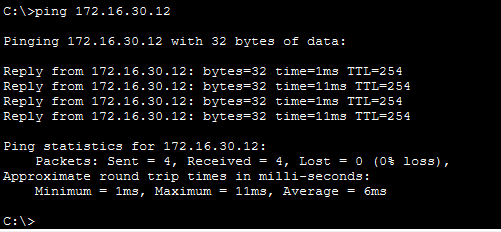 C:\>ping 172.16.30.12
Pinging 172.16.30.12 with 32 bytes of data:
Reply from 172.16.30.12: bytes=32 time=1ms TTL=254
Reply from 172.16.30.12: bytes=32 time=11ms TTL=254
Reply from 172.16.30.12: bytes=32 time=1ms TTL=254
Reply from 172.16.30.12: bytes=32 time=11ms TTL=254
Ping statistics for 172.16.30.12:
    Packets: Sent = 4, Received = 4, Lost = 0 (0% loss),
Approximate round trip times in milli-seconds:
    Minimum = 1ms, Maximum = 11ms, Average = 6ms
C:\>